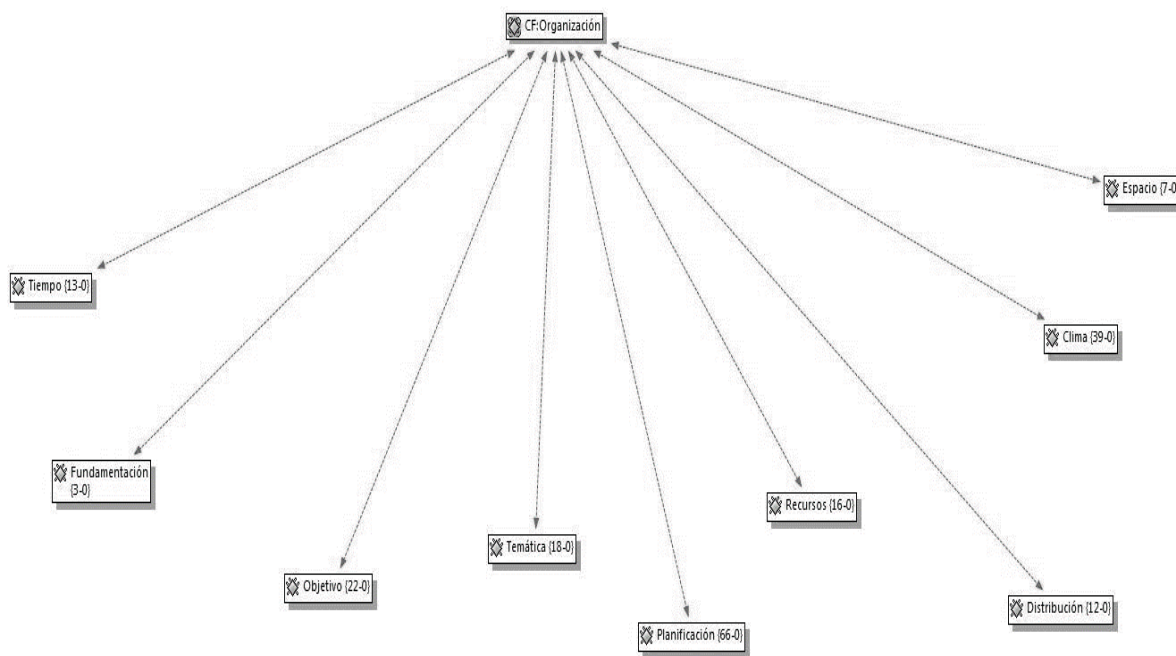 CF:Organización
Espacio {7-0
Tiempo {13-0}
Clima {39-0}
Fundamentación
{3-0}
Recursos {16-0}
Temática {18-0}
Objetivo {22-0}
Distribución {12-0}
Planificación {66-0}